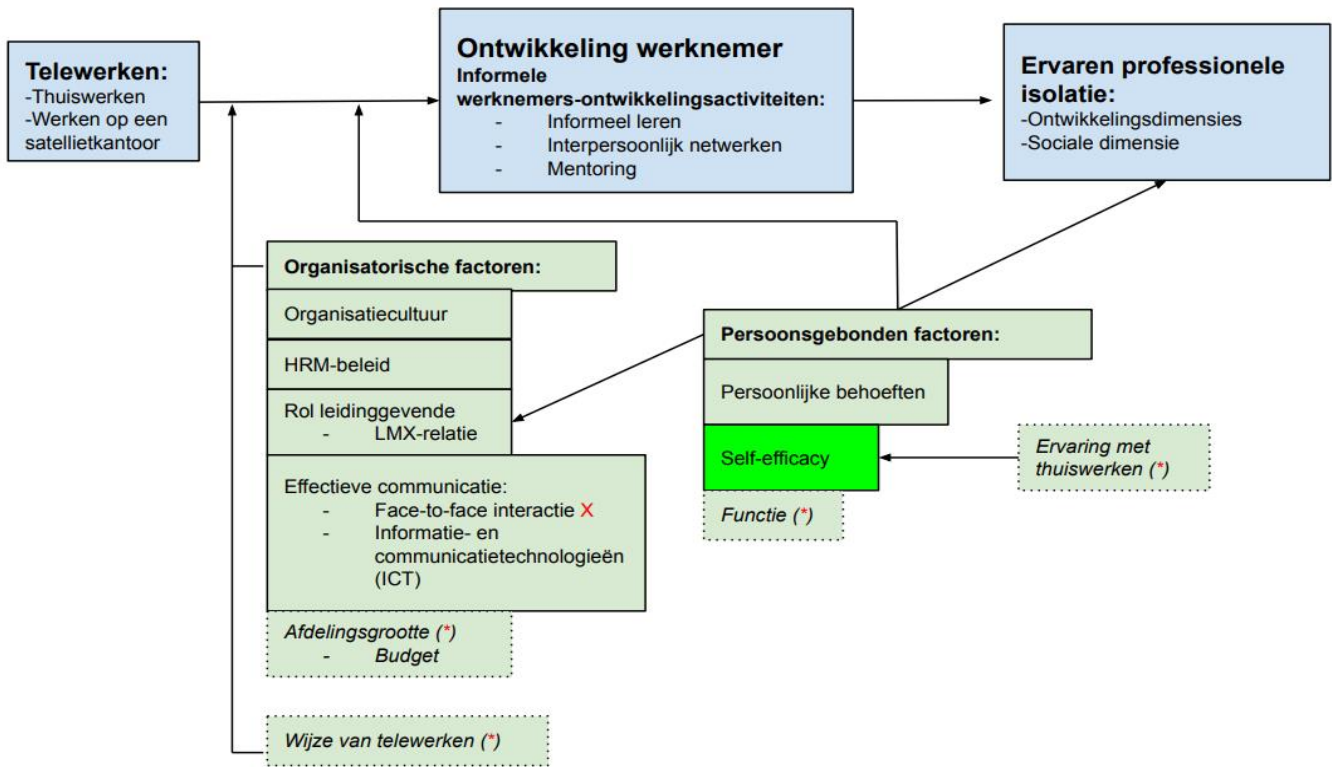 Telewerken:
-Thuiswerken
-Werken op een
satellietkantoor
Ontwikkeling werknemer
Informele
werknemers-ontwikkelingsactiviteiten:
- Informeel leren
- Interpersoonlijk netwerken
- Mentoring
Ervaren professionele
isolatie:
-Ontwikkelingsdimensies
-Sociale dimensie
Organisatorische factoren:
Organisatiecultuur
HRM-beleid
Rol leidinggevende
- LMX-relatie
Effectieve communicatie:
- Face-to-face interactie X
- Informatie- en
communicatietechnologieën
(ICT)
Afdelingsgrootte (*)
- Budget
Wijze van telewerken (*)
Persoonsgebonden factoren:
Persoonlijke behoeften
Self-efficacy
Functie (*)
Ervaring met
thuiswerken (*)